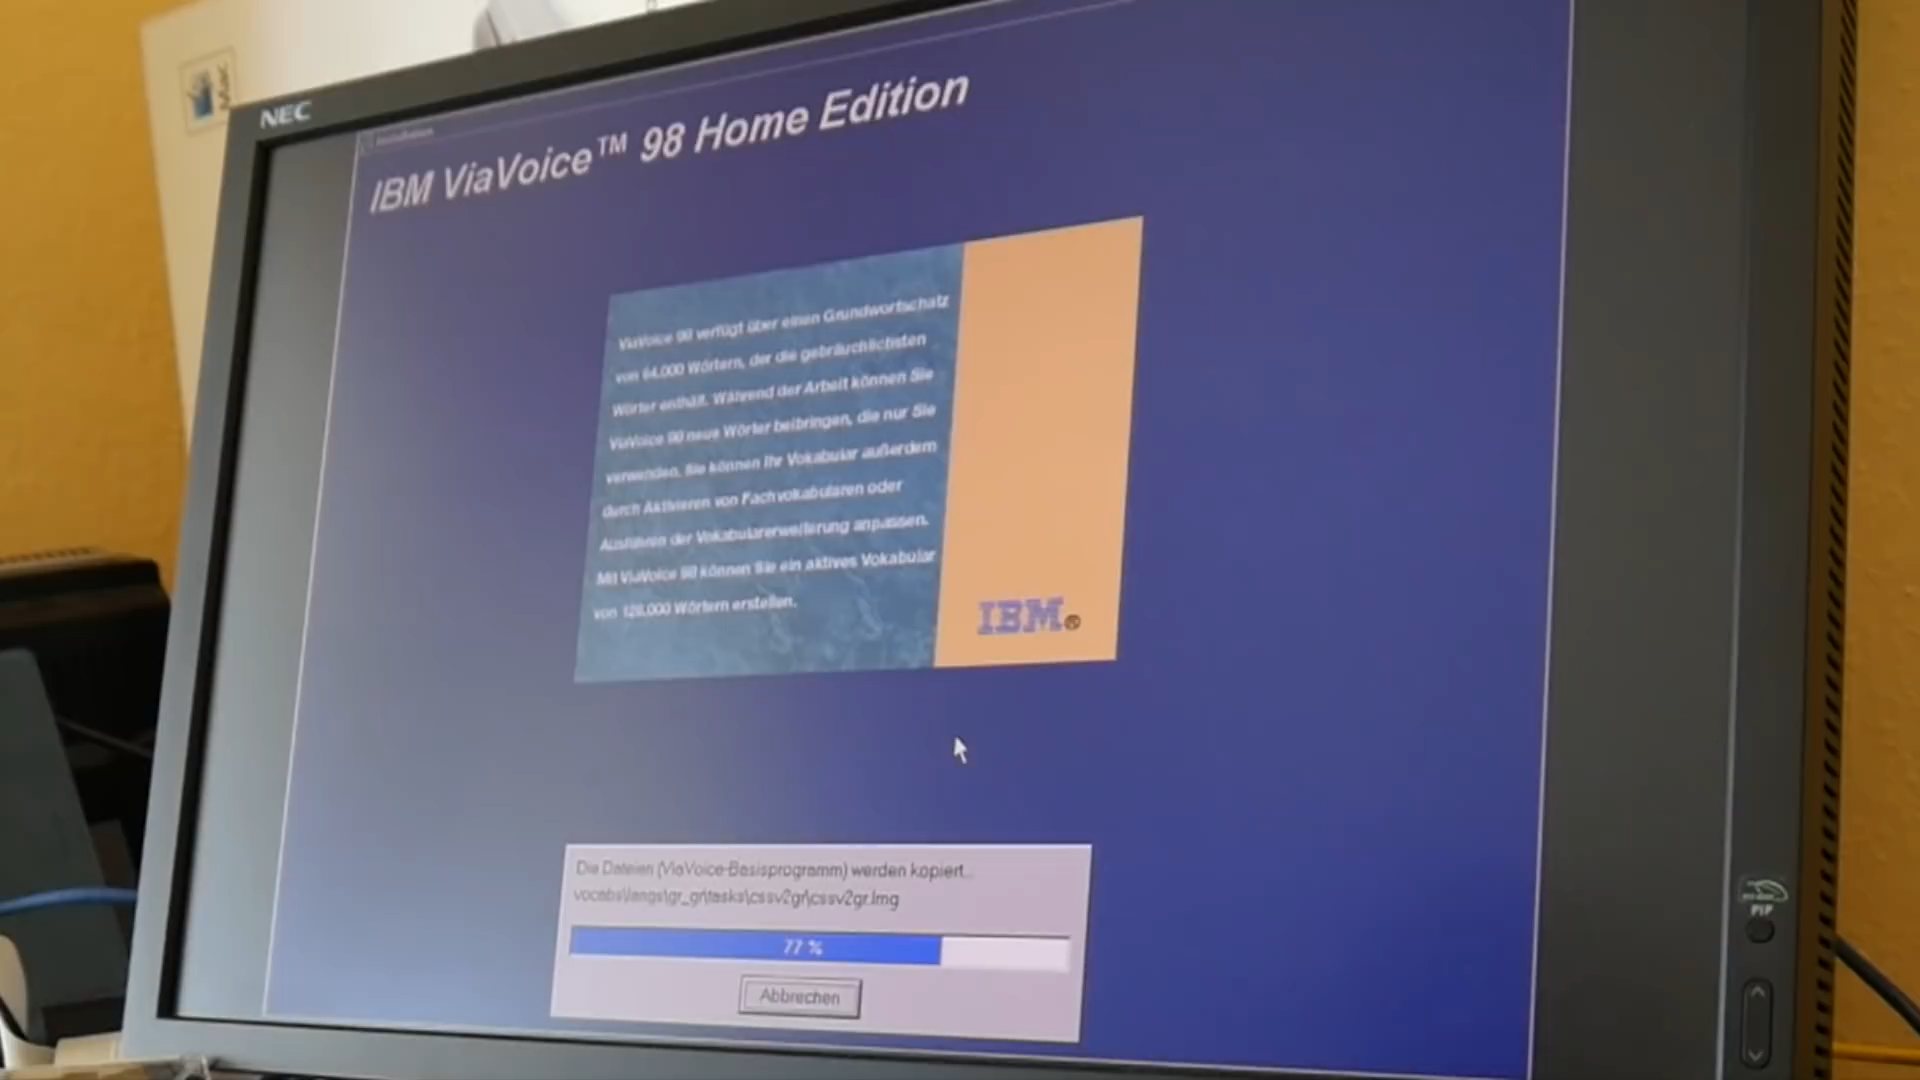 NEC
IBM ViaVoice™ 98 Home Edition
ViaVoice 98 verfügt über einen Grundwortschatz
von 64.000 Wörtern, der die gebräuchlichsten
Wörter enthält. Während der Arbeit können Sie
ViaVoice 98 neue Wörter beibringen, die nur Sie
verwenden. Sie können Ihr Vokabular außerdem
durch Aktivieren von Fachvokabularen oder
Ausführen der Vokabularerweiterung anpassen.
Mit ViaVoice 98 können Sie ein aktives Vokabular
von 128.000 Wörtern erstellen.
IBM®
Die Dateien (ViaVoice-Basisprogramm) werden kopiert...
vocabs\langs\gr_gr\tasks\cssv2gr\cssv2gr.lmg
77 %
Abbrechen
PIP